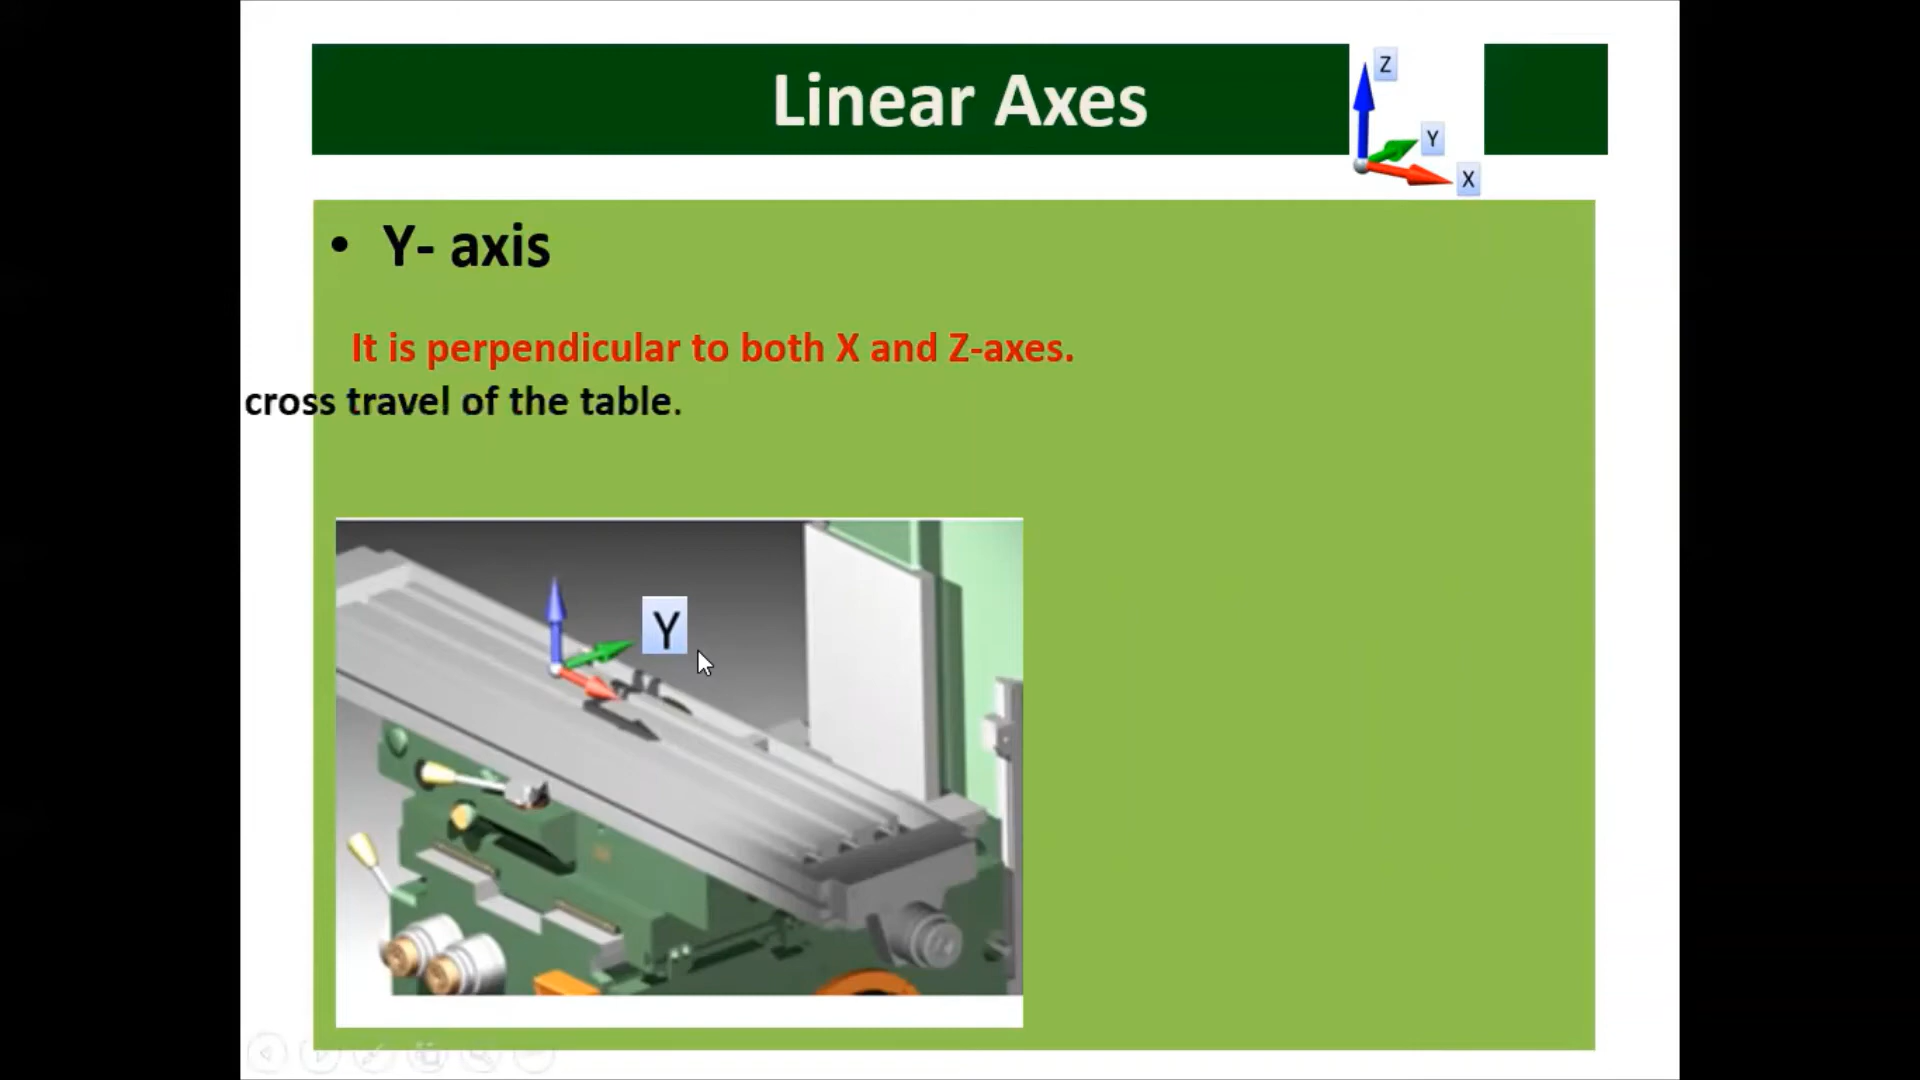 Linear Axes
Z
Y
X
• Y- axis
It is perpendicular to both X and Z-axes.
cross travel of the table.
Y